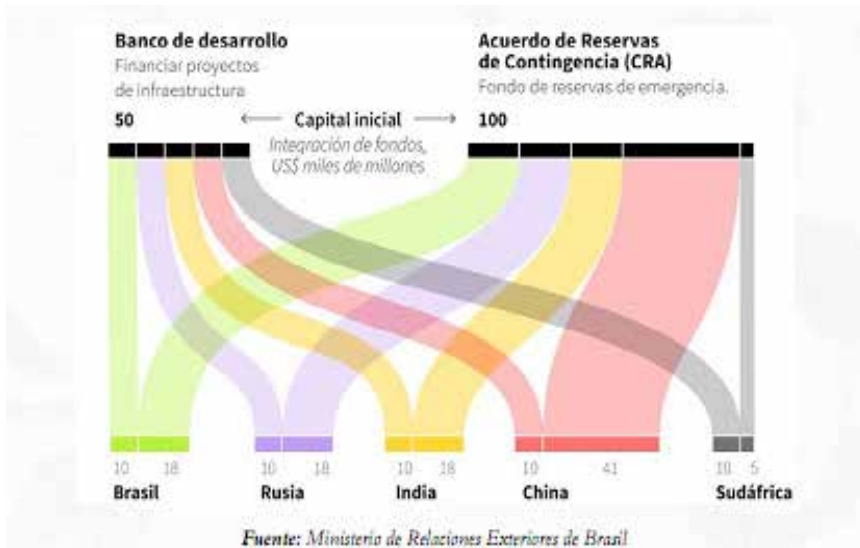 Banco de desarrollo
Financiar proyectos
de infraestructura
50
Acuerdo de Reservas
de Contingencia (CRA)
Fondo de reservas de emergencia.
100
Capital inicial
Integración de fondos,
US$ miles de millones
10 18
Brasil
10 18
Rusia
10 18
India
10 41
China
10 5
Sudáfrica
Fuente: Ministerio de Relaciones Exteriores de Brasil